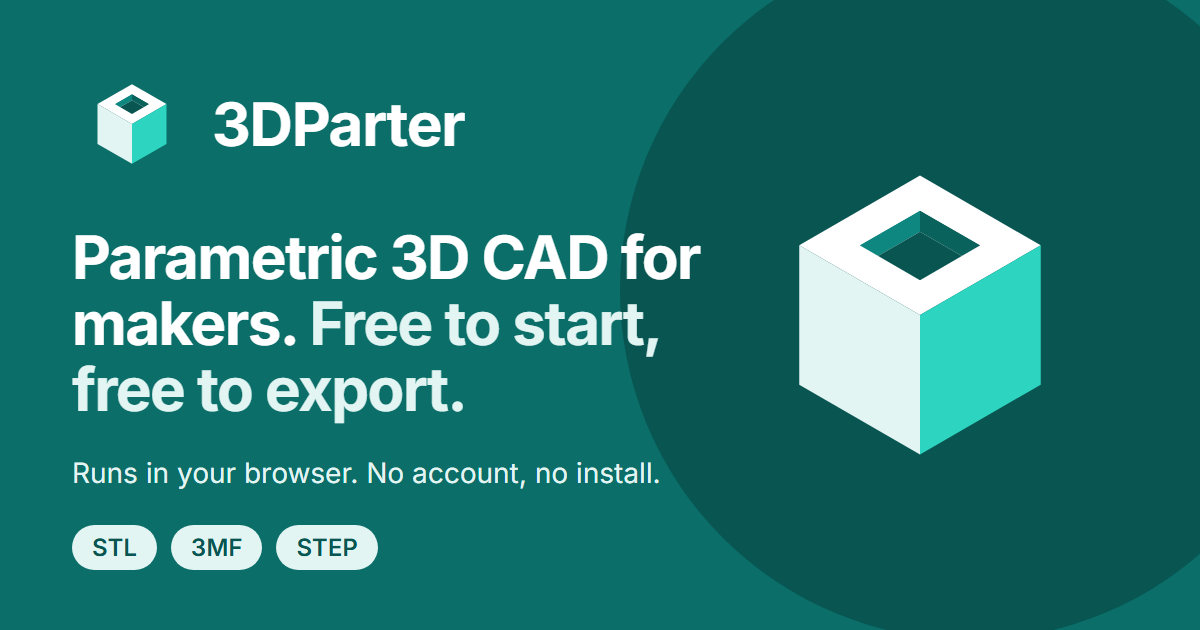 3DParter
Parametric 3D CAD for
makers. Free to start,
free to export.
Runs in your browser. No account, no install.
STL 3MF STEP